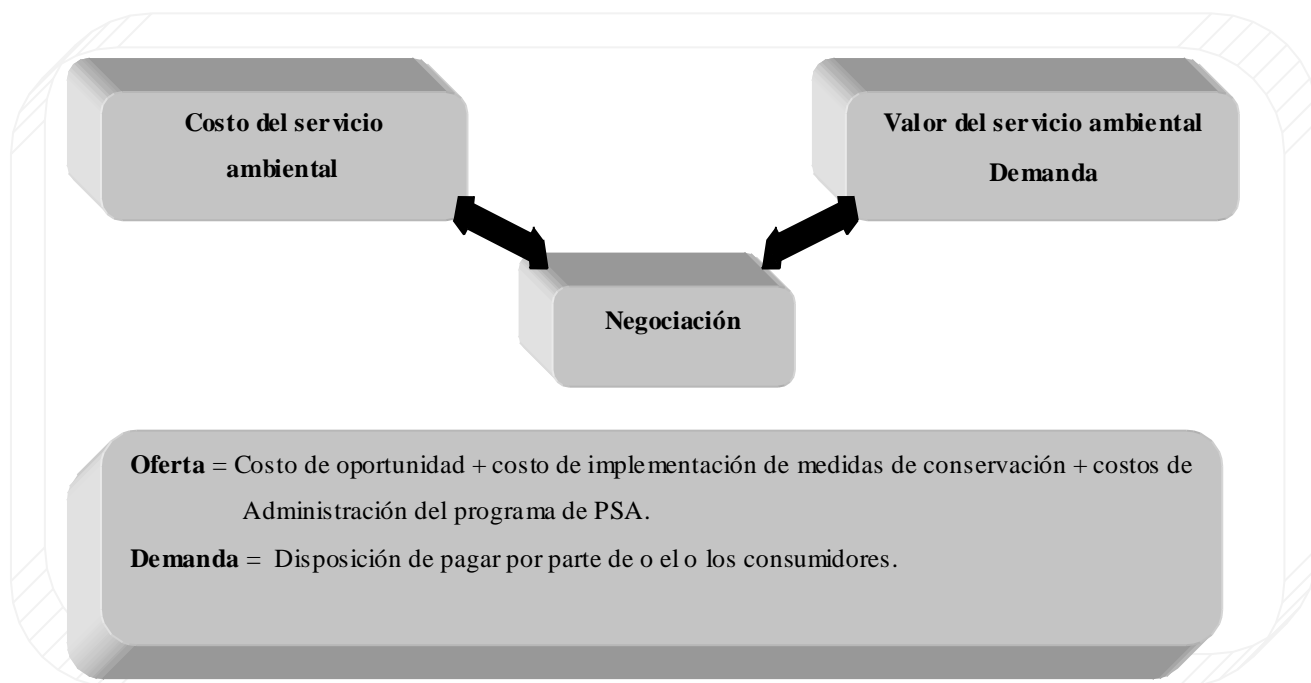 Costo del servicio
ambiental
Valor del servicio ambiental
Demanda
Negociación
Oferta = Costo de oportunidad + costo de implementación de medidas de conservación + costos de
Administración del programa de PSA.
Demanda = Disposición de pagar por parte de o el o los consumidores.